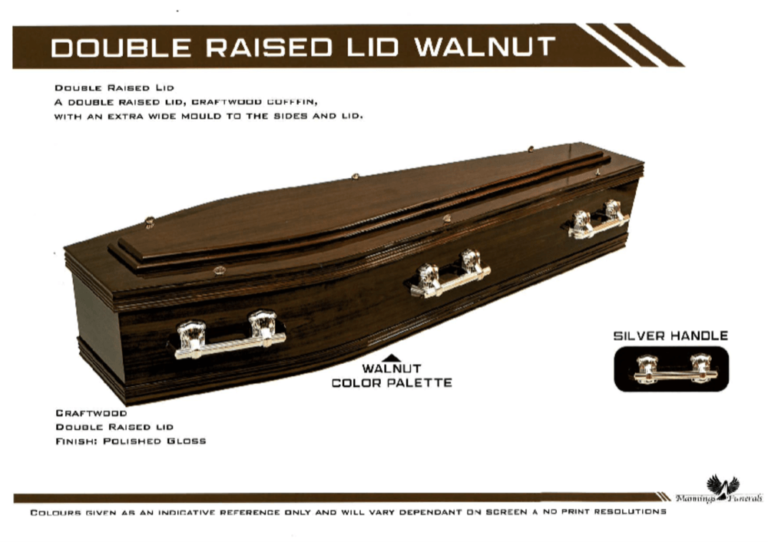 DOUBLE RAISED LID WALNUT
DOUBLE RAISED LID
A DOUBLE RAISED LID, CRAFTWOOD COFFFIN,
WITH AN EXTRA WIDE MOULD TO THE SIDES AND LID.
SILVER HANDLE
WALNUT
COLOR PALETTE
CRAFTWOOD
DOUBLE RAISED LID
FINISH: POLISHED GLOSS
Mannings Funerals
COLOURS GIVEN AS AN INDICATIVE REFERENCE ONLY AND WILL VARY DEPENDANT ON SCREEN & NO PRINT RESOLUTIONS